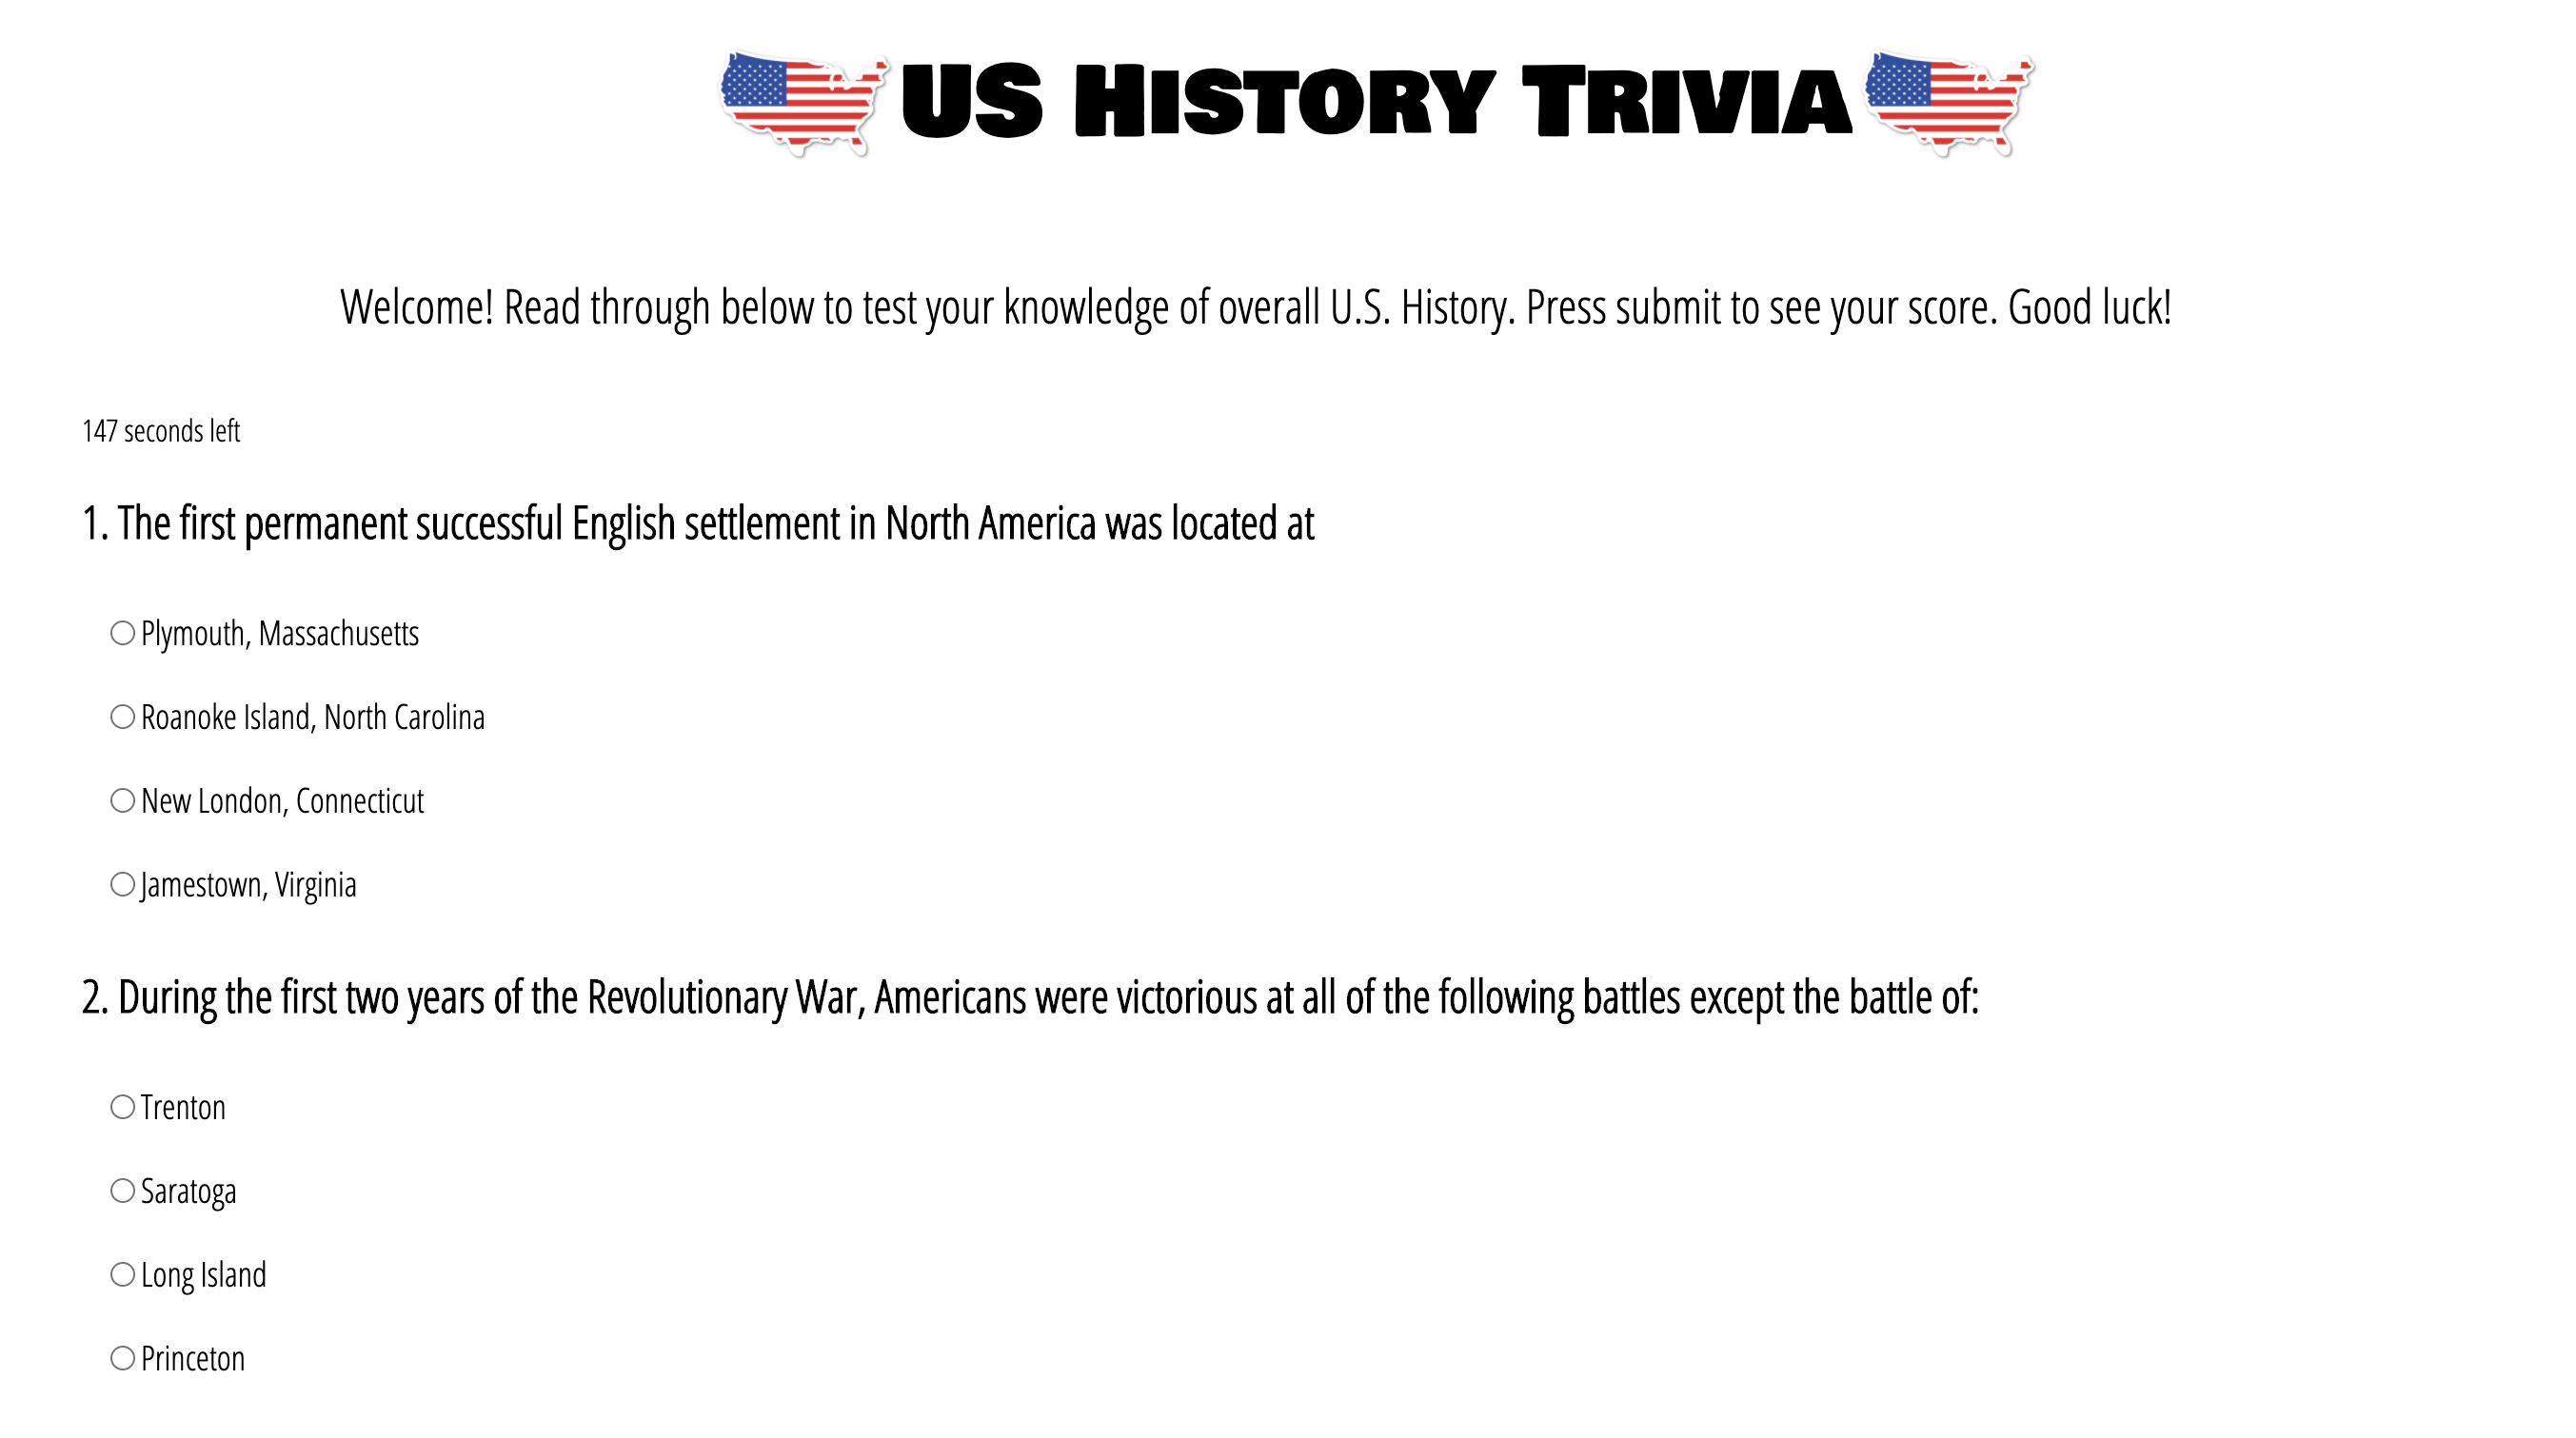 US History Trivia
Welcome! Read through below to test your knowledge of overall U.S. History. Press submit to see your score. Good luck!
147 seconds left
1. The first permanent successful English settlement in North America was located at
Plymouth, Massachusetts
Roanoke Island, North Carolina
New London, Connecticut
Jamestown, Virginia
2. During the first two years of the Revolutionary War, Americans were victorious at all of the following battles except the battle of:
Trenton
Saratoga
Long Island
Princeton